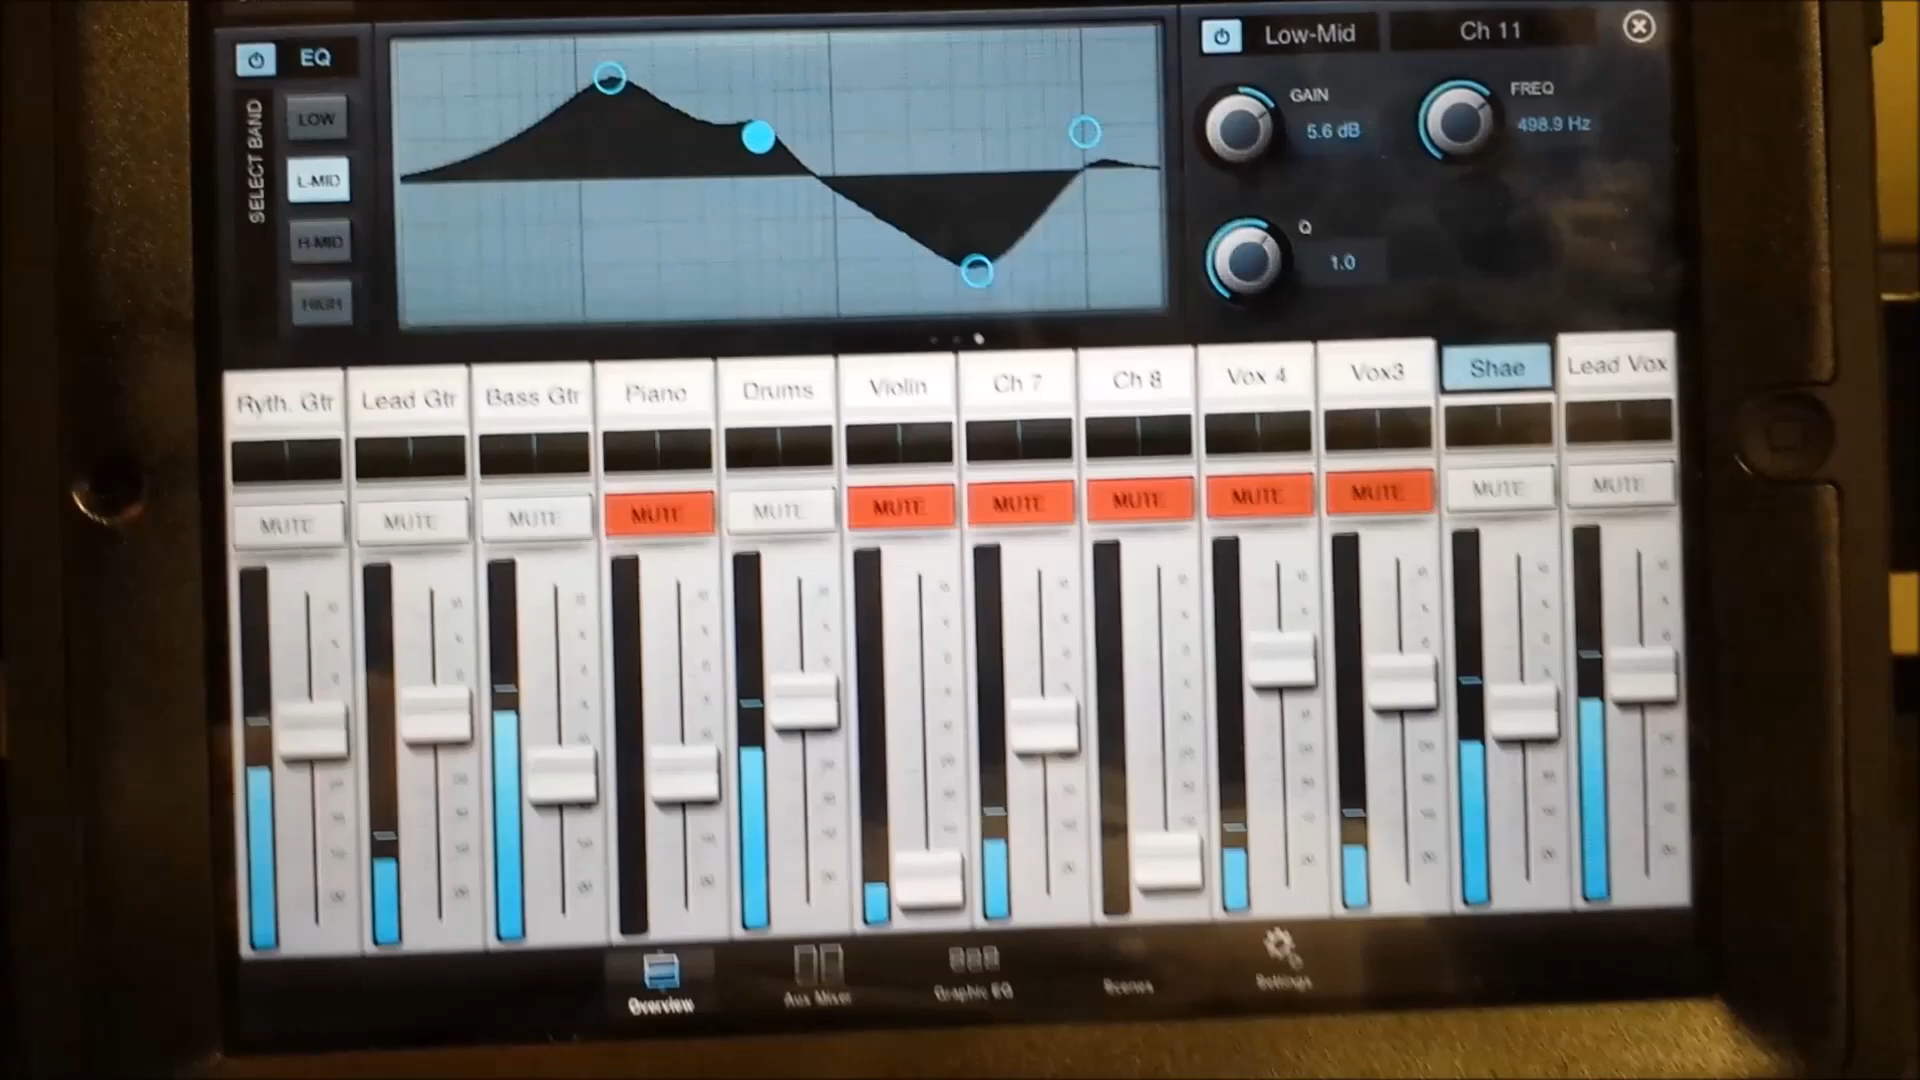 EQ
SELECT BAND
LOW
L-MID
H-MID
HIGH
Low-Mid
Ch 11
GAIN
5.6 dB
FREQ
498.9 Hz
Q
1.0
Ryth. Gtr
Lead Gtr
Bass Gtr
Piano
Drums
Violin
Ch 7
Ch 8
Vox 4
Vox3
Shae
Lead Vox
MUTE
MUTE
MUTE
MUTE
MUTE
MUTE
MUTE
MUTE
MUTE
MUTE
MUTE
MUTE
Overview
Aux Mixer
Graphic EQ
Scenes
Settings